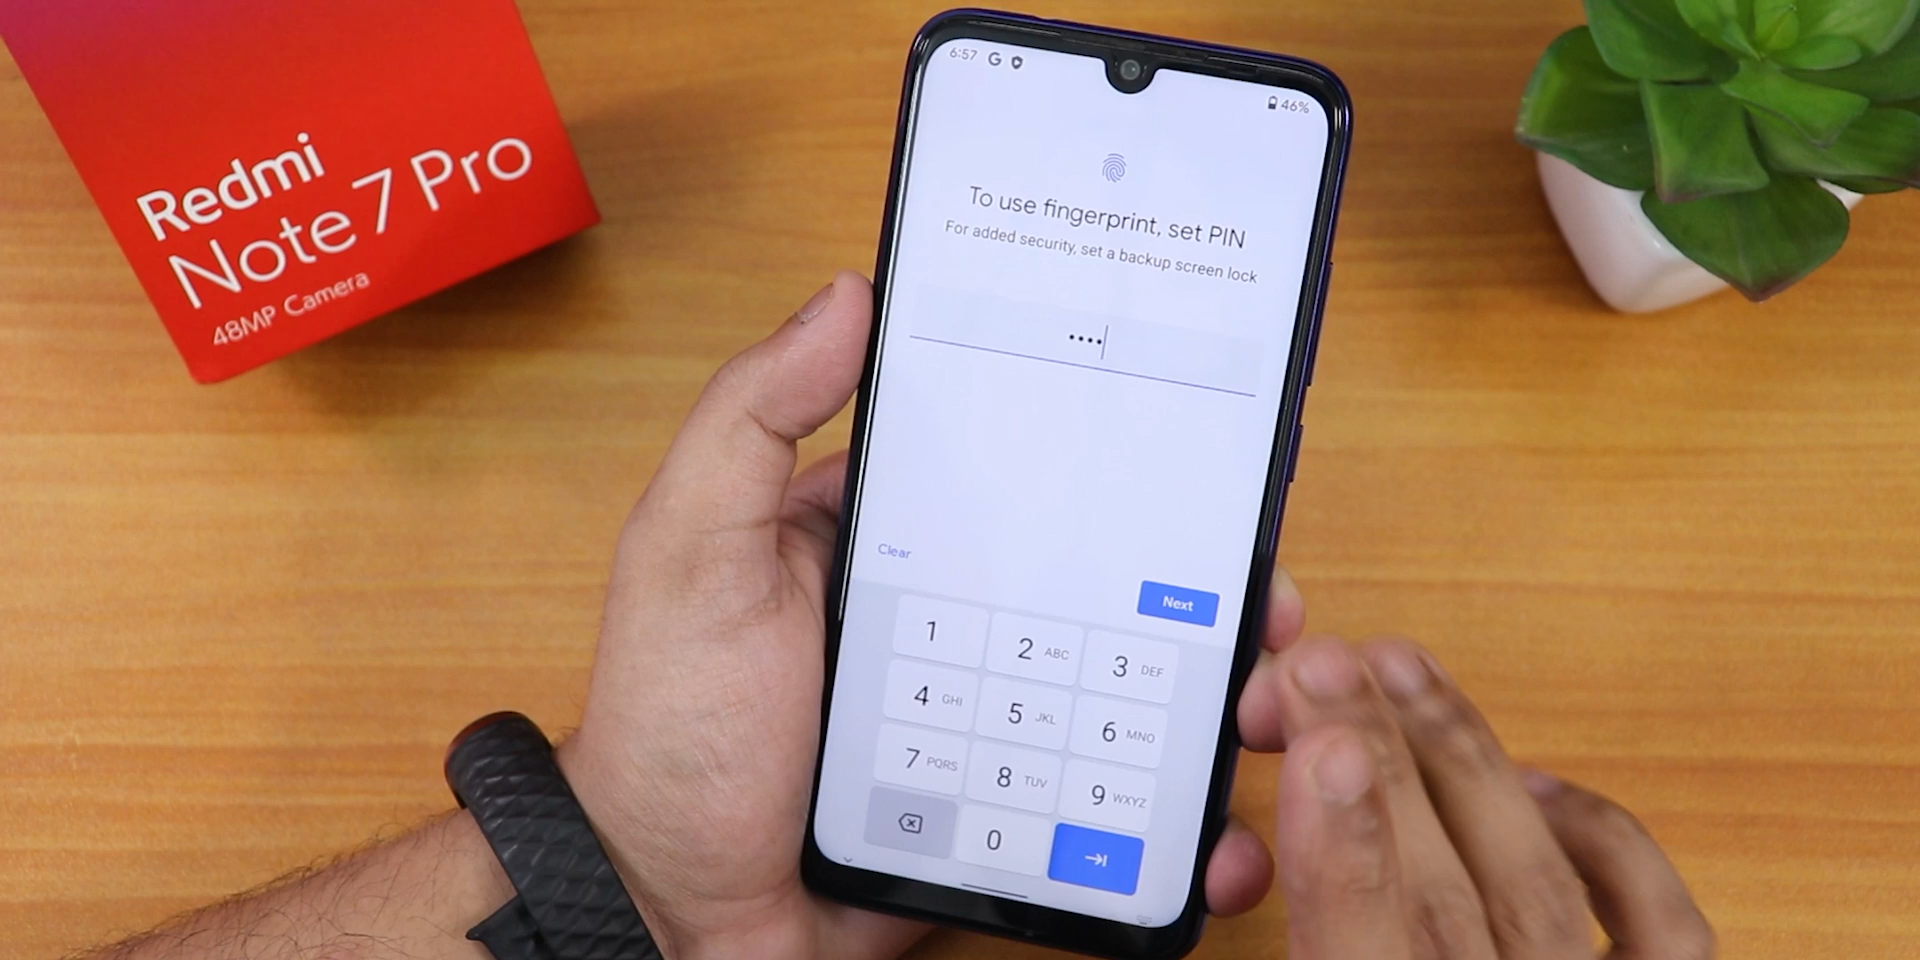 Redmi
Note 7 Pro
48MP Camera
6:57 G
46%
To use fingerprint, set PIN
For added security, set a backup screen lock
••••
Clear
Next
1
2 ABC
3 DEF
4 GHI
5 JKL
6 MNO
7 PQRS
8 TUV
9 WXYZ
0